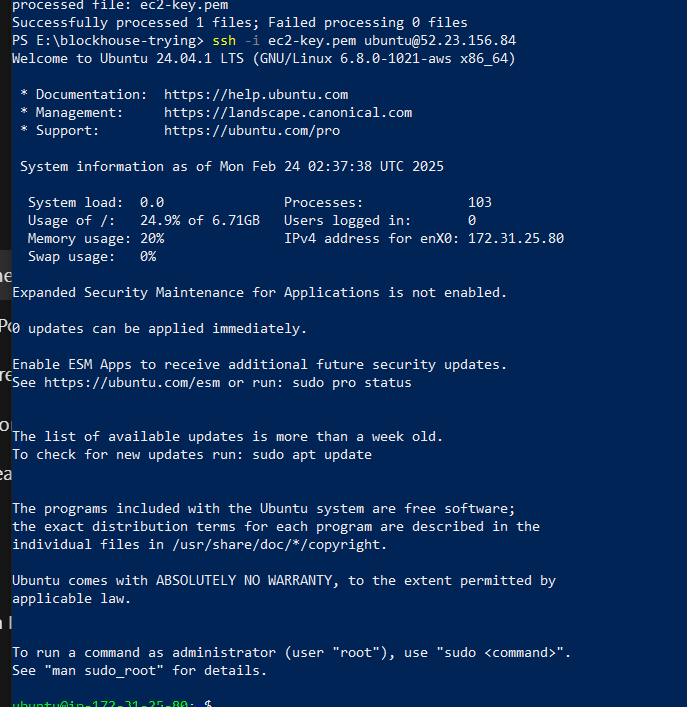 processed file: ec2-key.pem
Successfully processed 1 files; Failed processing 0 files
PS E:\blockhouse-trying> ssh -i ec2-key.pem ubuntu@52.23.156.84
Welcome to Ubuntu 24.04.1 LTS (GNU/Linux 6.8.0-1021-aws x86_64)
* Documentation:  https://help.ubuntu.com
* Management:     https://landscape.canonical.com
* Support:        https://ubuntu.com/pro
System information as of Mon Feb 24 02:37:38 UTC 2025
System load:  0.0               Processes:             103
Usage of /:   24.9% of 6.71GB   Users logged in:       0
Memory usage: 20%               IPv4 address for enX0: 172.31.25.80
Swap usage:   0%
Expanded Security Maintenance for Applications is not enabled.
0 updates can be applied immediately.
Enable ESM Apps to receive additional future security updates.
See https://ubuntu.com/esm or run: sudo pro status
The list of available updates is more than a week old.
To check for new updates run: sudo apt update
The programs included with the Ubuntu system are free software;
the exact distribution terms for each program are described in the
individual files in /usr/share/doc/*/copyright.
Ubuntu comes with ABSOLUTELY NO WARRANTY, to the extent permitted by
applicable law.
To run a command as administrator (user "root"), use "sudo <command>".
See "man sudo_root" for details.
ubuntu@ip-172-31-25-80: $